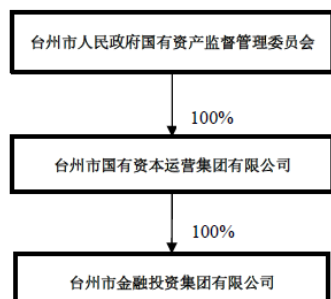 台州市人民政府国有资产监督管理委员会
100%
台州市国有资本运营集团有限公司
100%
台州市金融投资集团有限公司